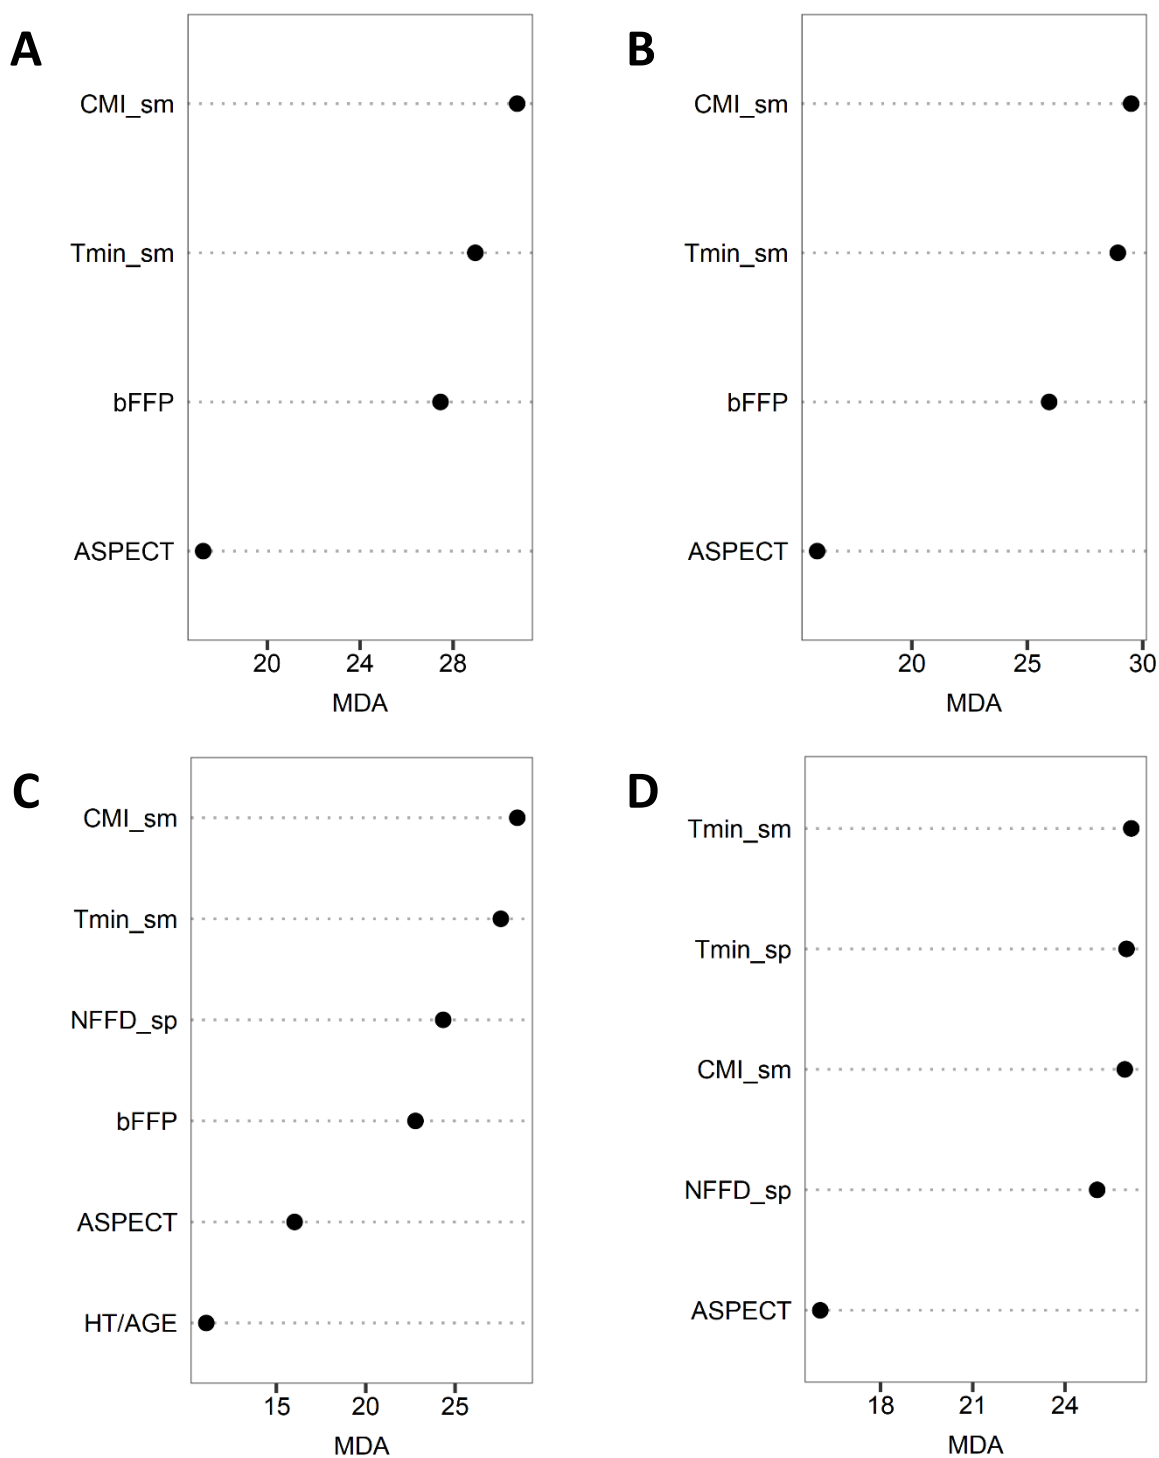 A
CMI_sm
Tmin_sm
bFFP
ASPECT
20 24 28
MDA
B
CMI_sm
Tmin_sm
bFFP
ASPECT
20 25 30
MDA
C
CMI_sm
Tmin_sm
NFFD_sp
bFFP
ASPECT
HT/AGE
15 20 25
MDA
D
Tmin_sm
Tmin_sp
CMI_sm
NFFD_sp
ASPECT
18 21 24
MDA